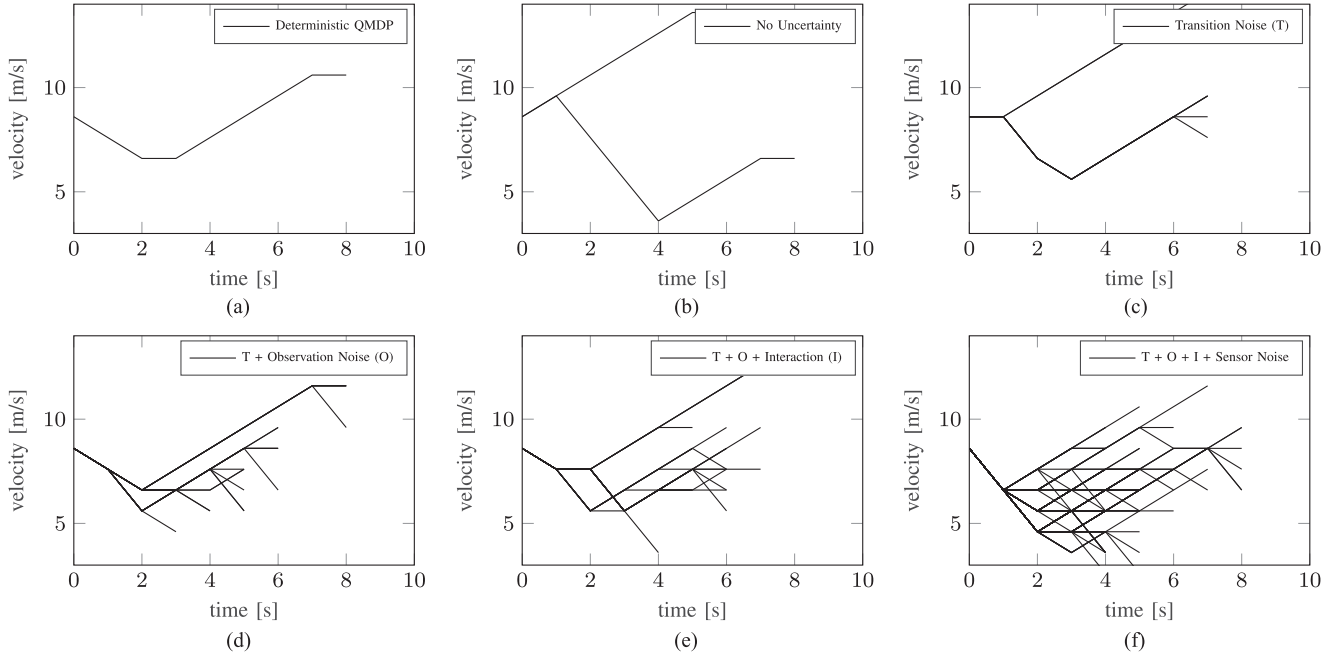 Deterministic QMDP
10
5
velocity [m/s]
0 2 4 6 8 10
time [s]
(a)
No Uncertainty
10
5
velocity [m/s]
0 2 4 6 8 10
time [s]
(b)
Transition Noise (T)
10
5
velocity [m/s]
0 2 4 6 8 10
time [s]
(c)
T + Observation Noise (O)
10
5
velocity [m/s]
0 2 4 6 8 10
time [s]
(d)
T + O + Interaction (I)
10
5
velocity [m/s]
0 2 4 6 8 10
time [s]
(e)
T + O + I + Sensor Noise
10
5
velocity [m/s]
0 2 4 6 8 10
time [s]
(f)